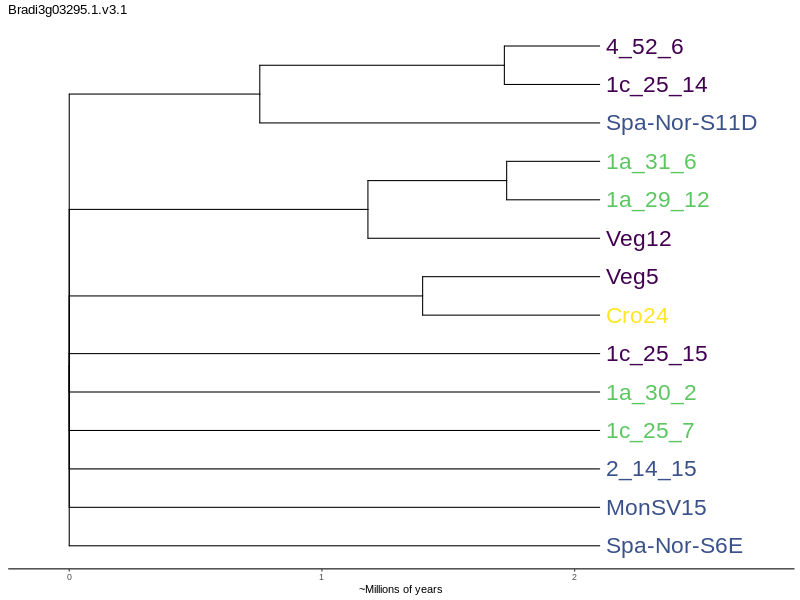 Bradi3g03295.1.v3.1
4_52_6
1c_25_14
Spa-Nor-S11D
1a_31_6
1a_29_12
Veg12
Veg5
Cro24
1c_25_15
1a_30_2
1c_25_7
2_14_15
MonSV15
Spa-Nor-S6E
0 1 2
~Millions of years